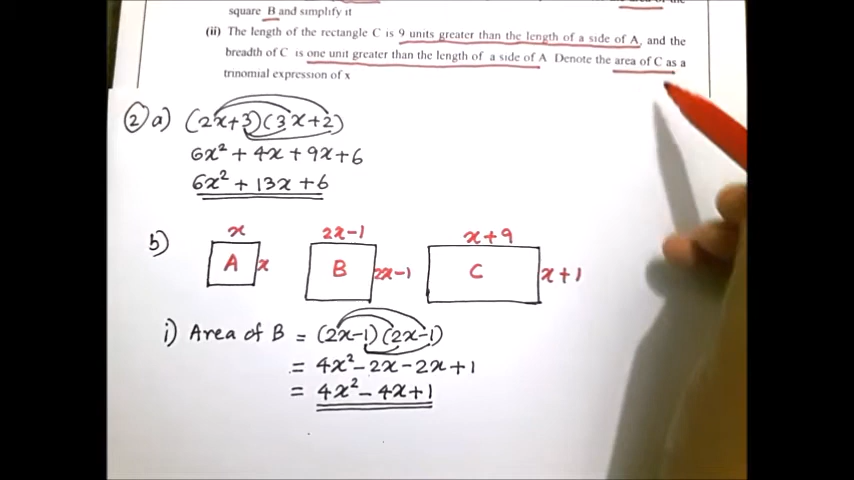 square B and simplify it
(ii) The length of the rectangle C is 9 units greater than the length of a side of A, and the
breadth of C is one unit greater than the length of a side of A Denote the area of C as a
trinomial expression of x
2 a) (2x+3)(3x+2)
6x² + 4x + 9x + 6
6x² + 13x + 6
b) x 2x-1 x+9
A x B 2x-1 C x+1
i) Area of B = (2x-1)(2x-1)
= 4x² - 2x - 2x + 1
= 4x² - 4x + 1